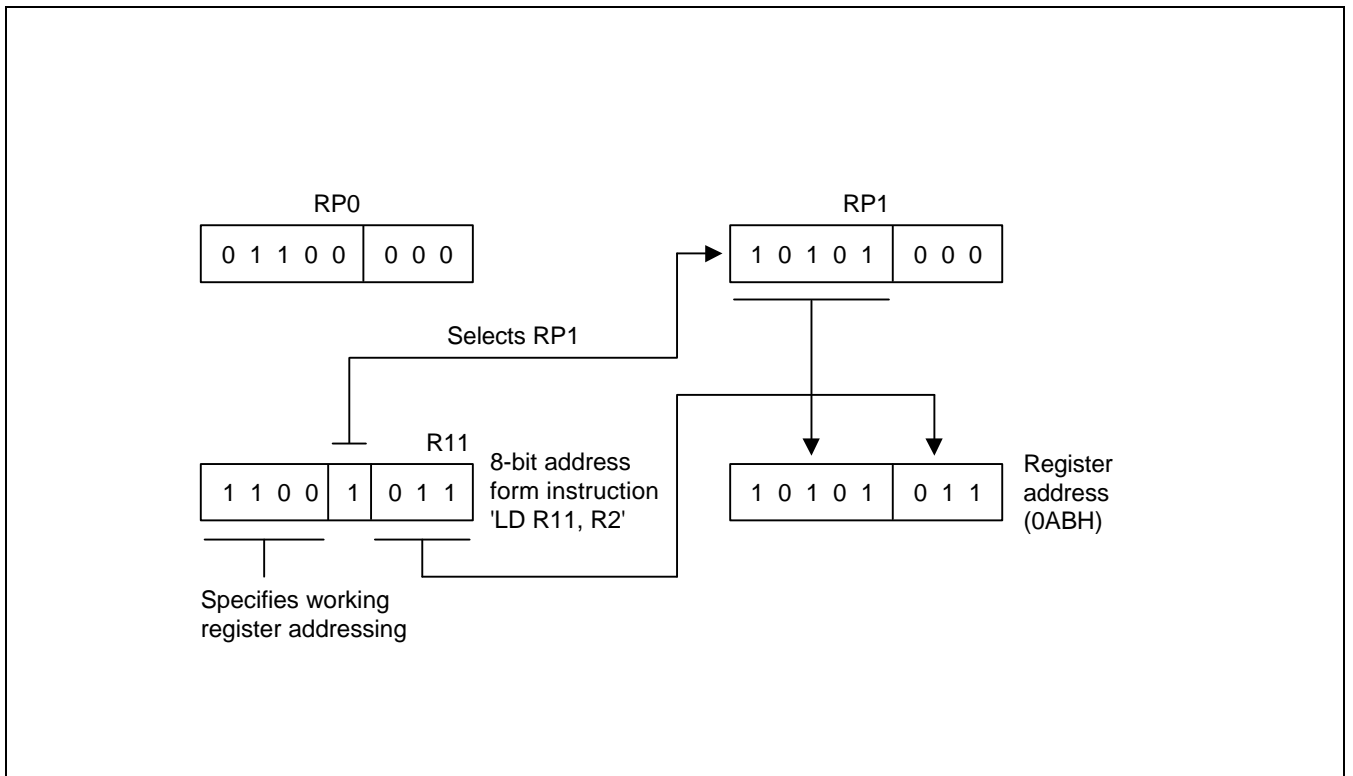 RP0
0 1 1 0 0 0 0 0
RP1
1 0 1 0 1 0 0 0
Selects RP1
R11
1 1 0 0 1 0 1 1
8-bit address
form instruction
'LD R11, R2'
1 0 1 0 1 0 1 1
Register
address
(0ABH)
Specifies working
register addressing